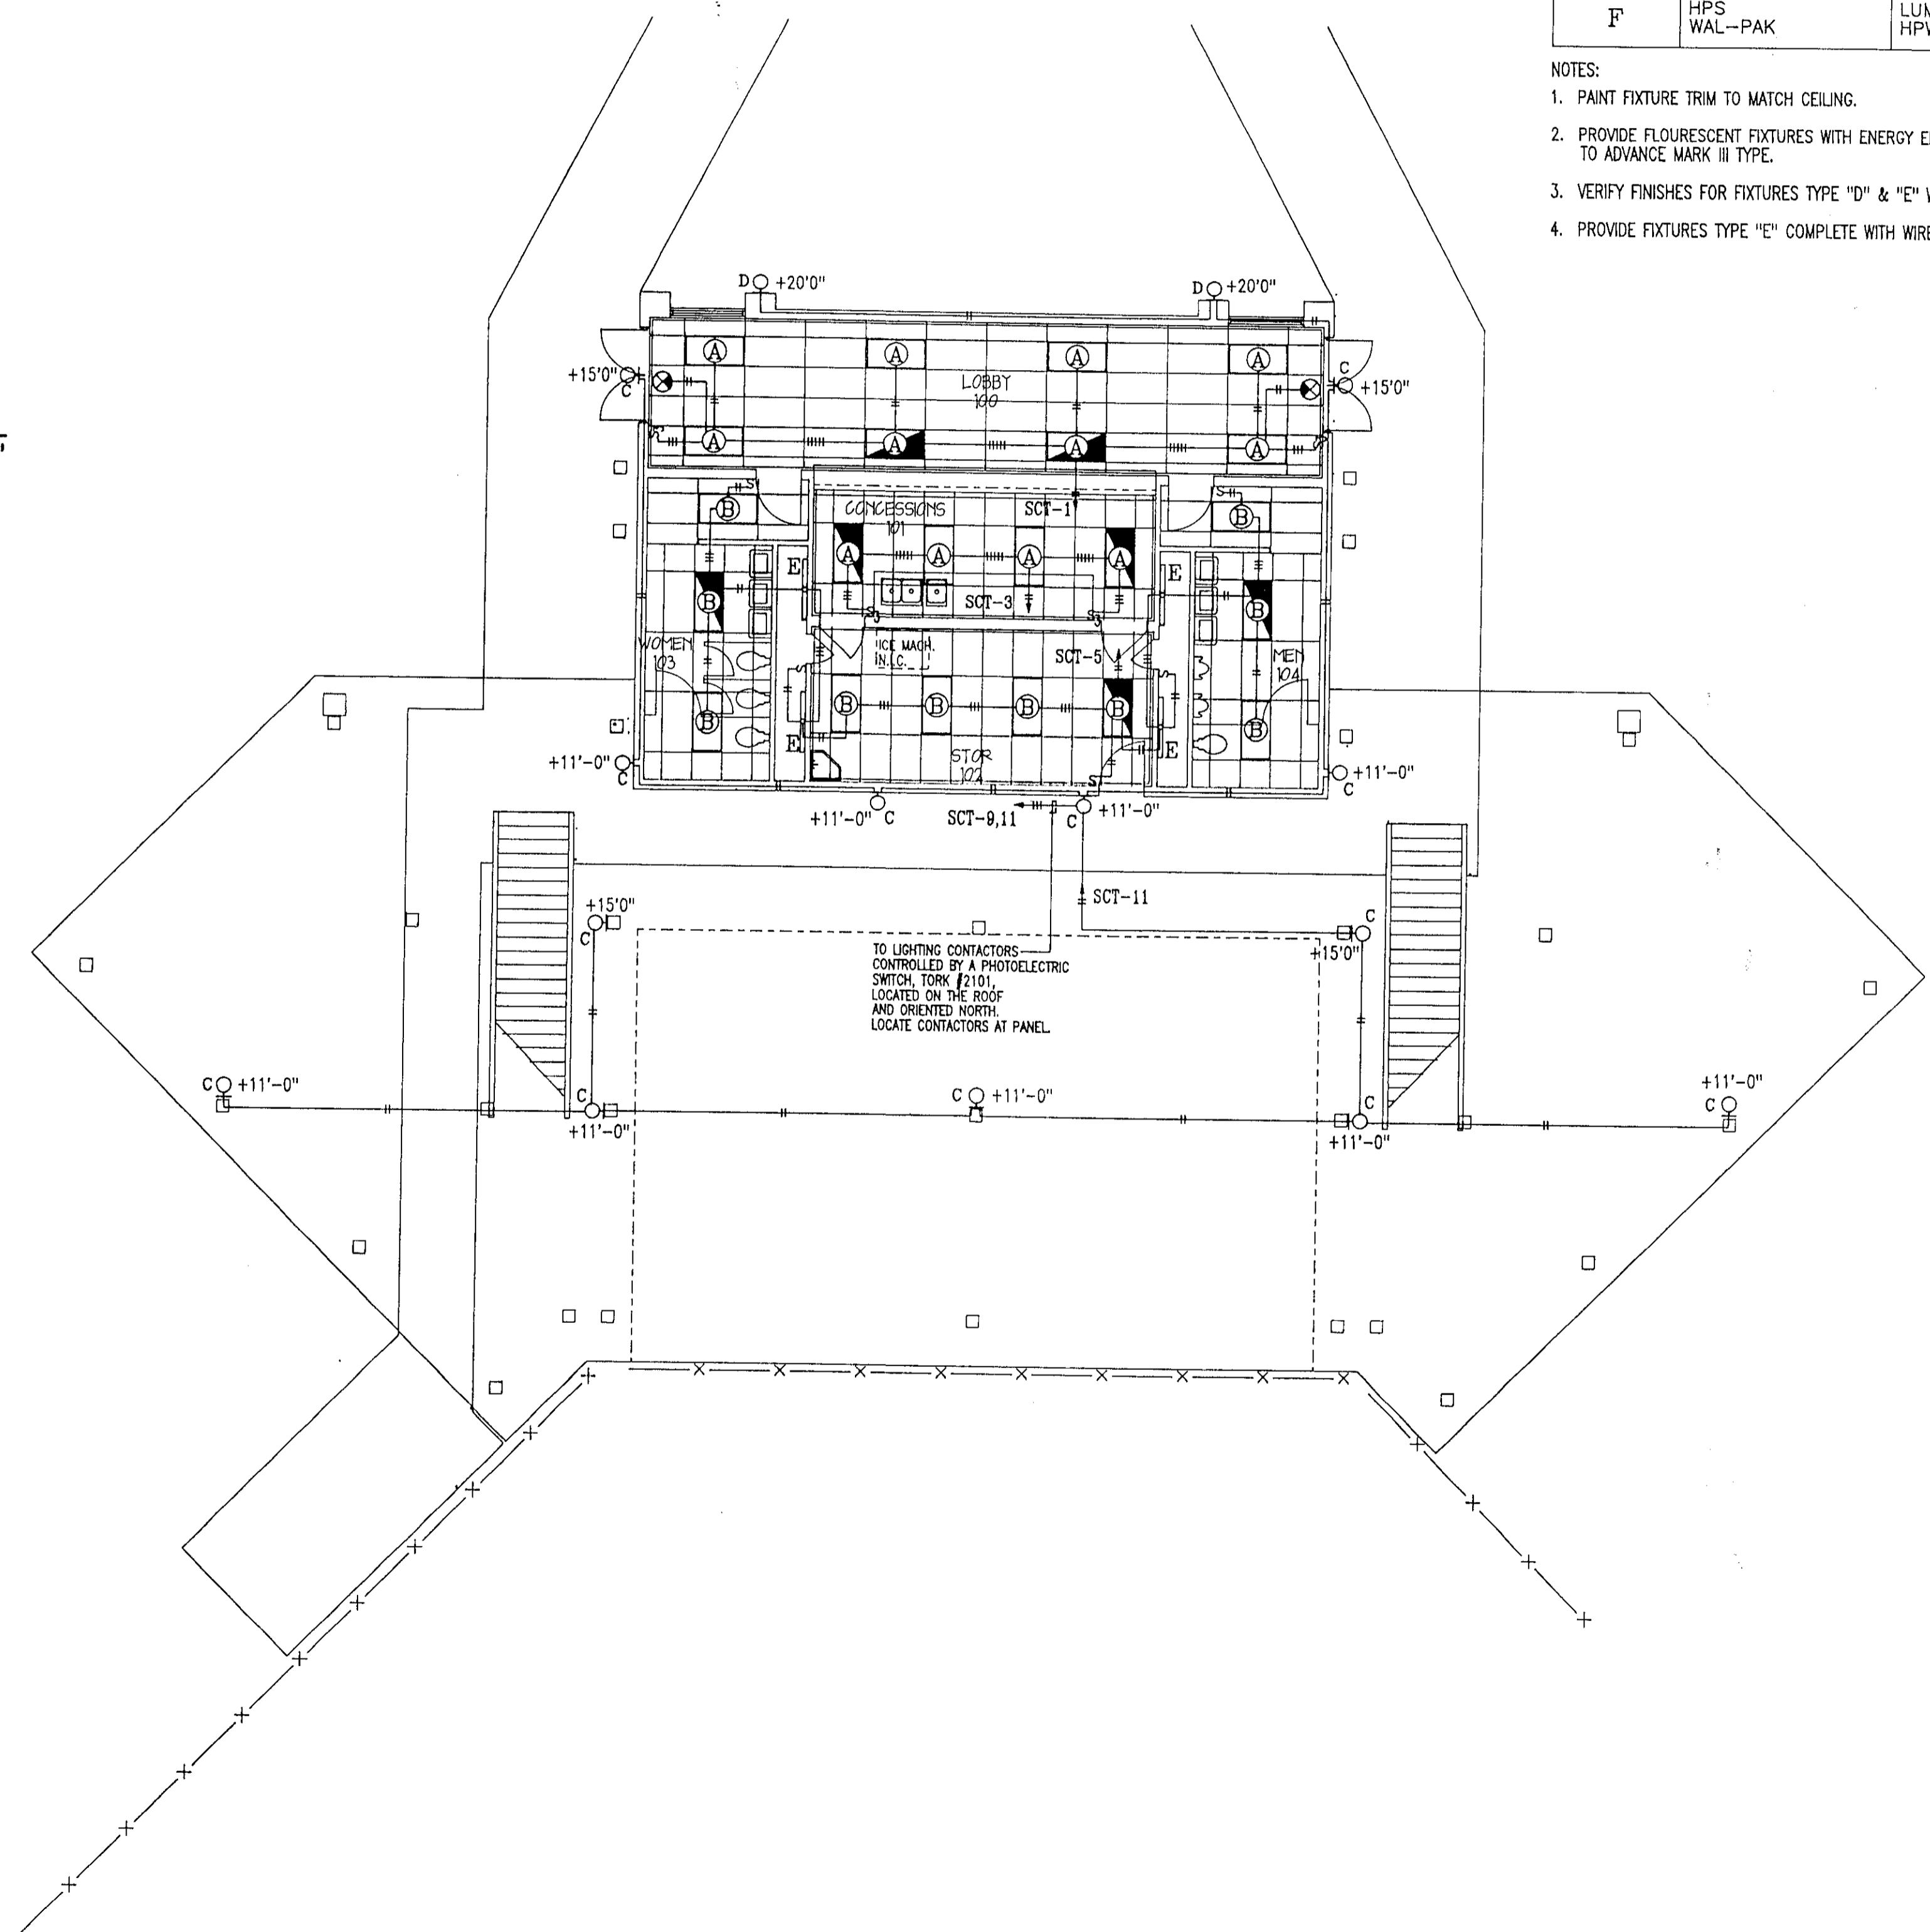 F
HPS
WAL-PAK
NOTES:
1. PAINT FIXTURE TRIM TO MATCH CEILING.
2. PROVIDE FLOURESCENT FIXTURES WITH ENERGY
TO ADVANCE MARK III TYPE.
3. VERIFY FINISHES FOR FIXTURES TYPE "D" & "E"
4. PROVIDE FIXTURES TYPE "E" COMPLETE WITH
D +20'0"
D +20'0"
A A A A
+15'0" C
LOBBY
100
C +15'0"
S3 A A A A S3
B S
CONCESSIONS
101
SCT-1
S B
A A A A
E E
B
SCT-3
B
S3 S3
WOMEN
103
ICE MACH.
N.I.C.
SCT-5
MEN
104
S S
B B B B B B
E E
STOR
102
S
+11'-0" C
+11'-0" C
+11'-0" C
SCT-9,11
C +11'-0"
SCT-11
+15'0"
C
C
+15'0"
TO LIGHTING CONTACTORS
CONTROLLED BY A PHOTOELECTRIC
SWITCH, TORK #2101,
LOCATED ON THE ROOF
AND ORIENTED NORTH.
LOCATE CONTACTORS AT PANEL.
C +11'-0"
C
+11'-0"
C +11'-0"
C
+11'-0"
+11'-0"
C